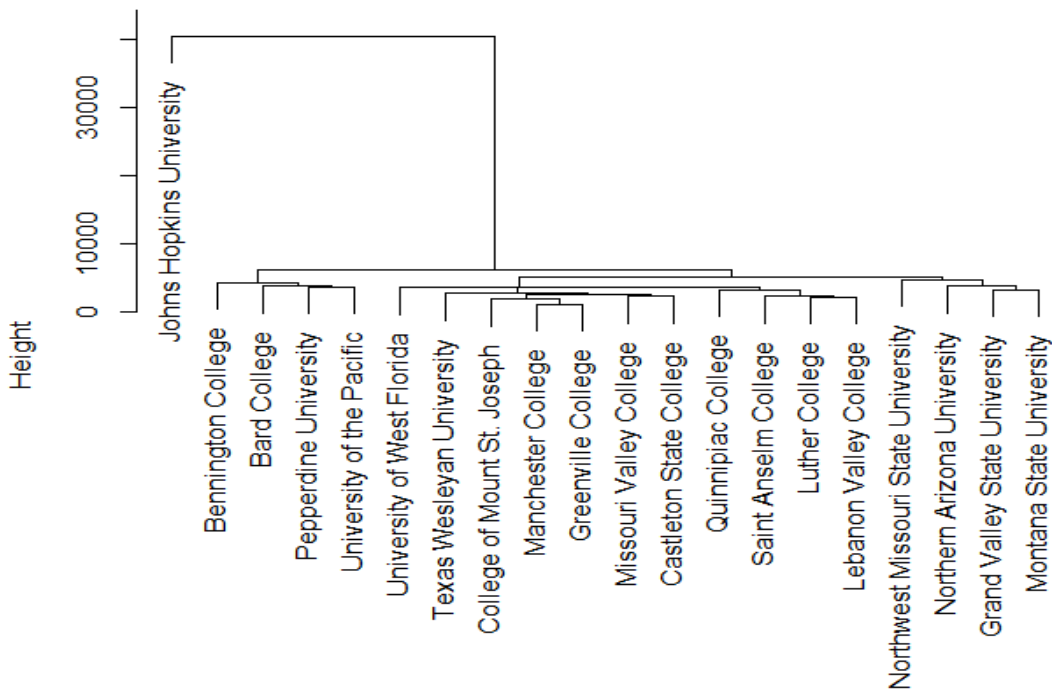 Height
0
10000
30000
Johns Hopkins University
Bennington College
Bard College
Pepperdine University
University of the Pacific
University of West Florida
Texas Wesleyan University
College of Mount St. Joseph
Manchester College
Greenville College
Missouri Valley College
Castleton State College
Quinnipiac College
Saint Anselm College
Luther College
Lebanon Valley College
Northwest Missouri State University
Northern Arizona University
Grand Valley State University
Montana State University